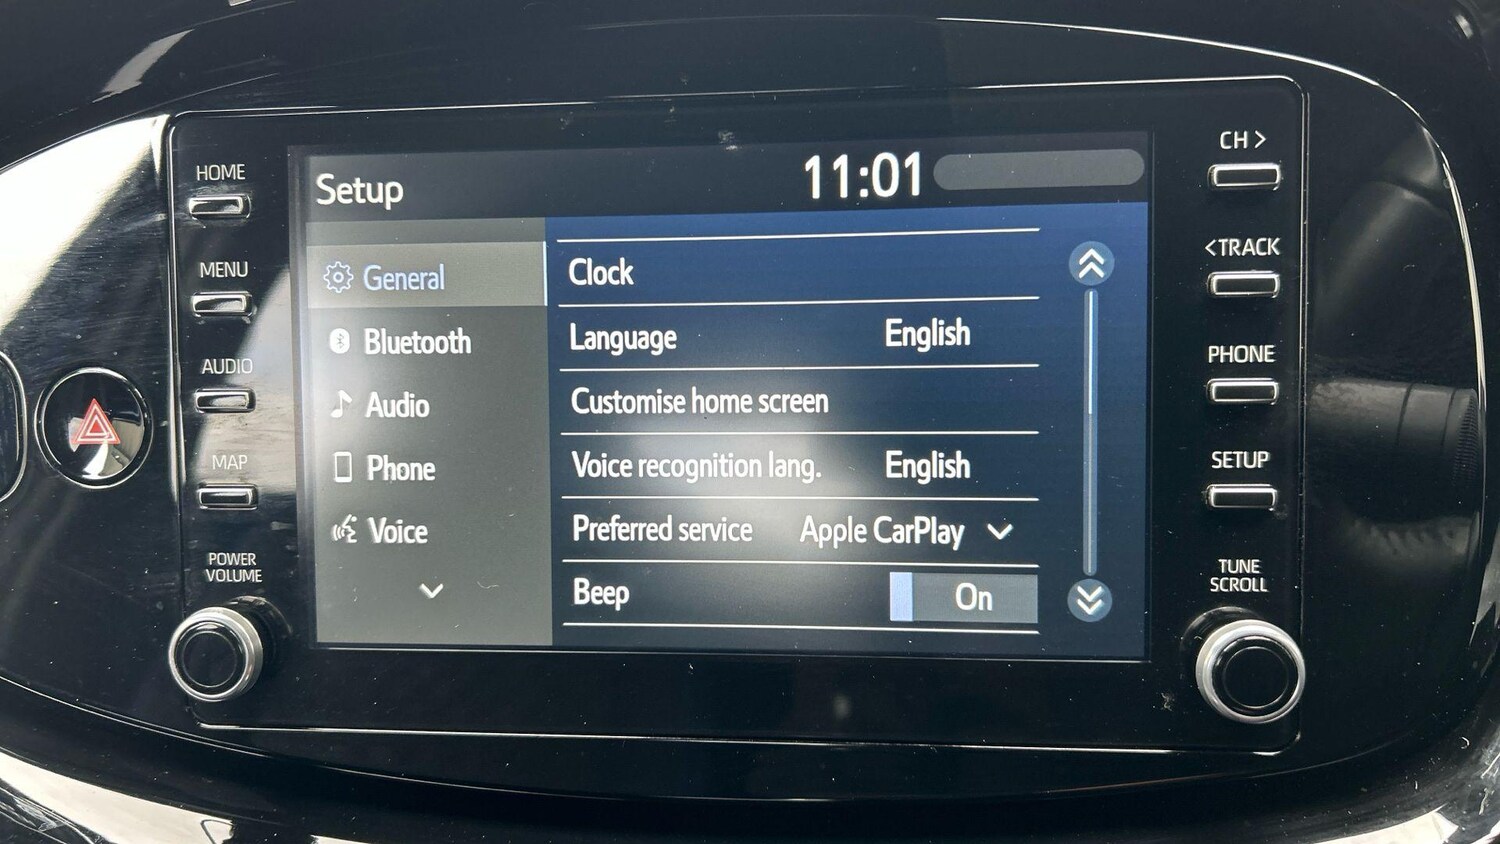 HOME
MENU
AUDIO
MAP
POWER
VOLUME
Setup
11:01
General
Bluetooth
Audio
Phone
Voice
Clock
Language English
Customise home screen
Voice recognition lang. English
Preferred service Apple CarPlay
Beep On
CH >
<TRACK
PHONE
SETUP
TUNE
SCROLL